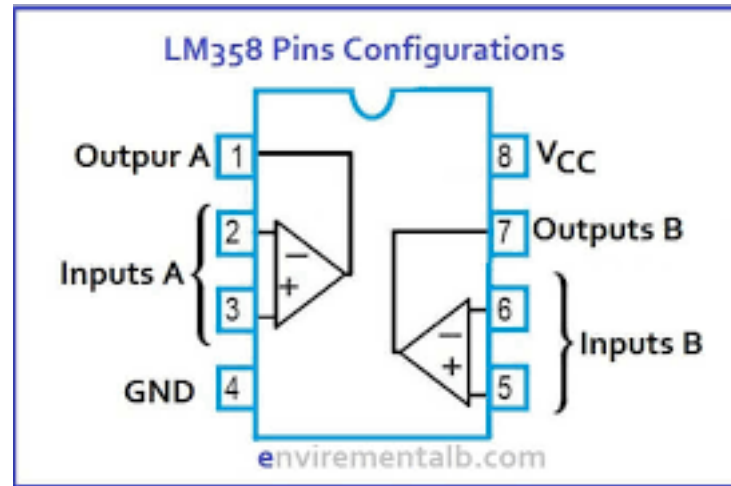 LM358 Pins Configurations
Outpur A 1
8 VCC
2
7 Outputs B
Inputs A
−
+
3
6
−
+
Inputs B
GND 4
5
envirementalb.com